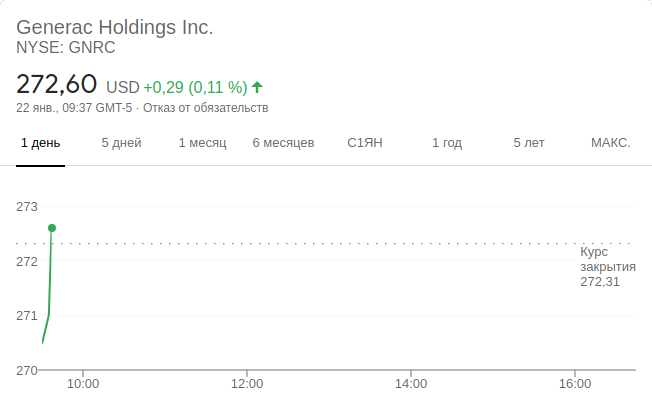 Generac Holdings Inc.
NYSE: GNRC
272,60 USD +0,29 (0,11 %)
22 янв., 09:37 GMT-5 · Отказ от обязательств
1 день 5 дней 1 месяц 6 месяцев С1ЯН 1 год 5 лет МАКС.
273
272
271
270
Курс
закрытия
272,31
10:00 12:00 14:00 16:00